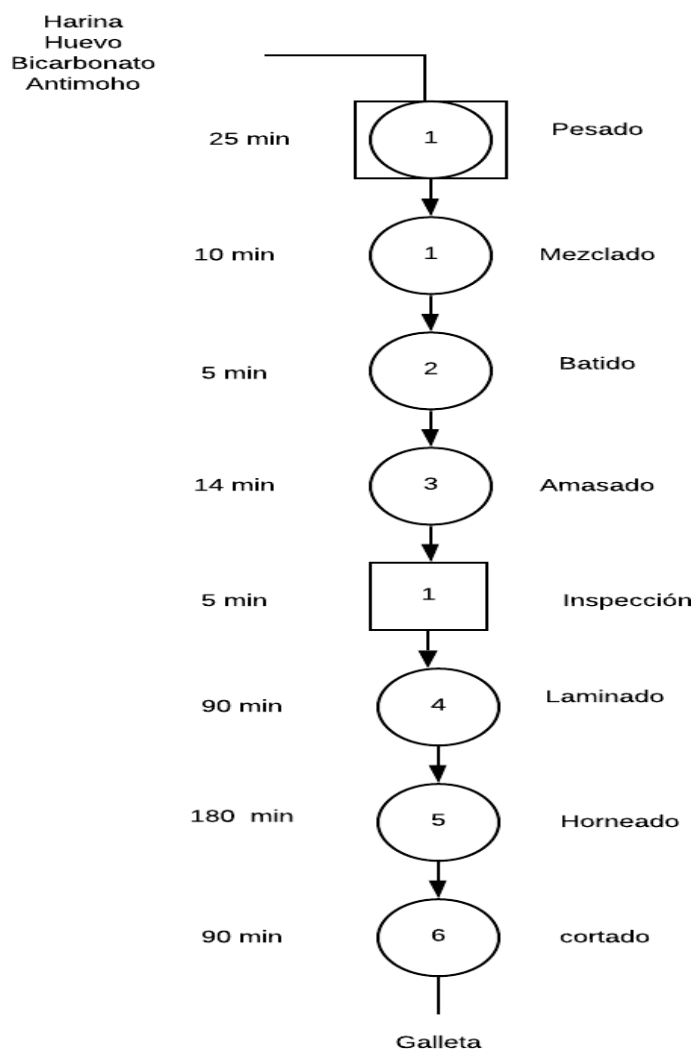 Harina
Huevo
Bicarbonato
Antimoho
25 min 1 Pesado
10 min 1 Mezclado
5 min 2 Batido
14 min 3 Amasado
5 min 1 Inspección
90 min 4 Laminado
180 min 5 Horneado
90 min 6 cortado
Galleta